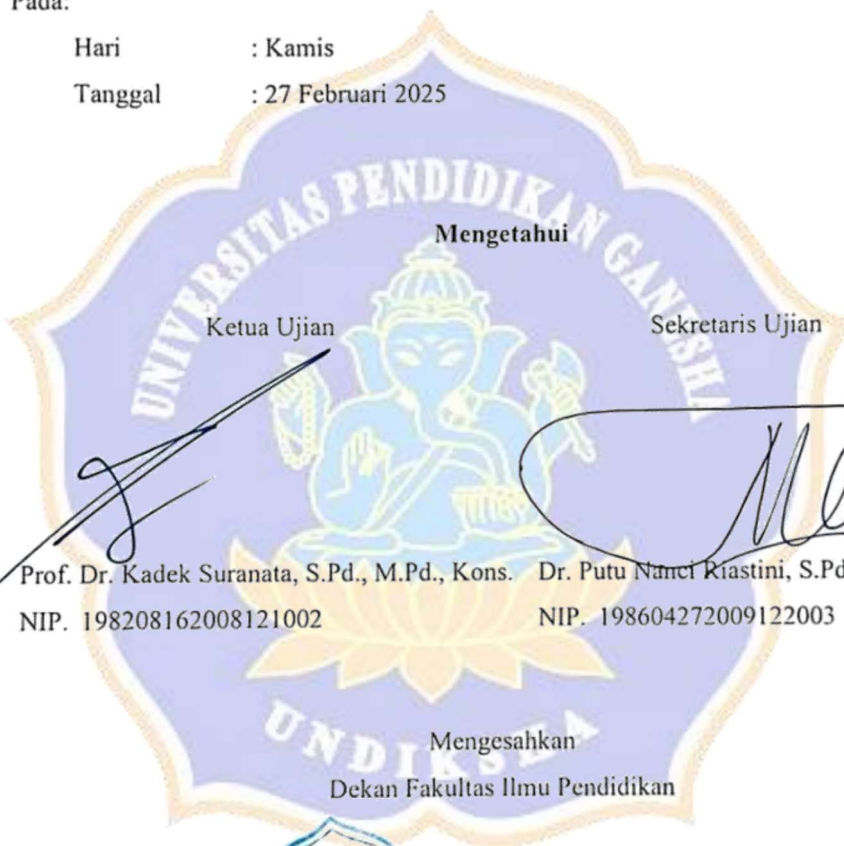 Pada:
Hari : Kamis
Tanggal : 27 Februari 2025
UNIVERSITAS PENDIDIKAN GANESHA
Mengetahui
Ketua Ujian Sekretaris Ujian
Prof. Dr. Kadek Suranata, S.Pd., M.Pd., Kons. Dr. Putu Nanci Riastini, S.Pd
NIP. 198208162008121002 NIP. 198604272009122003
UNDIKSHA
Mengesahkan
Dekan Fakultas Ilmu Pendidikan